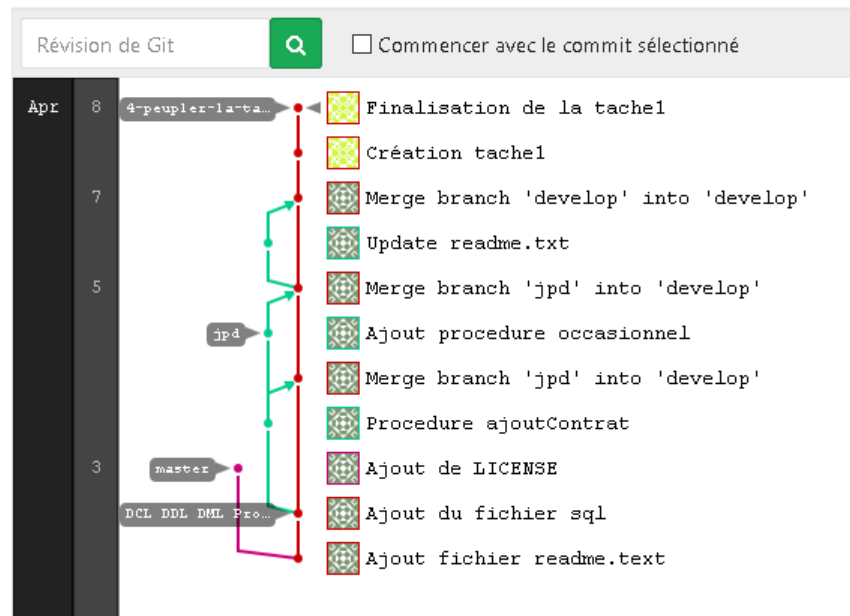 Révision de Git
Commencer avec le commit sélectionné
Apr 8 4-peupler-la-ta… Finalisation de la tache1
Création tache1
7 Merge branch 'develop' into 'develop'
Update readme.txt
5 Merge branch 'jpd' into 'develop'
jpd Ajout procedure occasionnel
Merge branch 'jpd' into 'develop'
Procedure ajoutContrat
3 master Ajout de LICENSE
DCL DDL DML Pro… Ajout du fichier sql
Ajout fichier readme.text